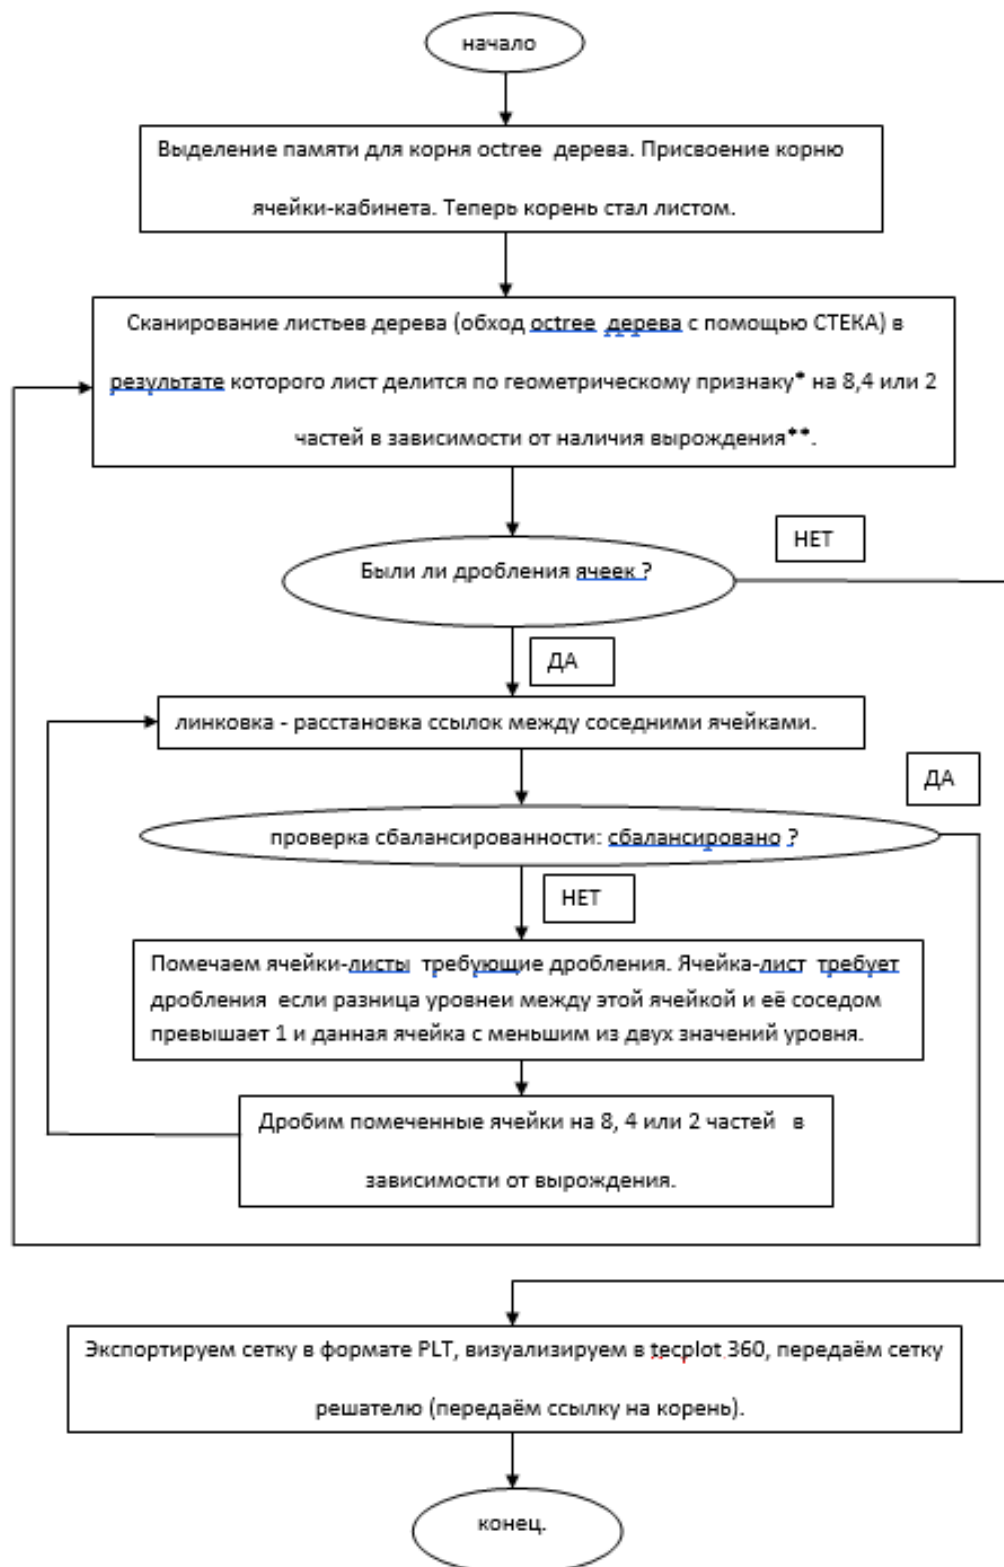 начало
Выделение памяти для корня octree дерева. Присвоение корню
ячейки-кабинета. Теперь корень стал листом.
Сканирование листьев дерева (обход octree дерева с помощью СТЕКА) в
результате которого лист делится по геометрическому признаку* на 8,4 или 2
частей в зависимости от наличия вырождения**.
НЕТ
Были ли дробления ячеек ?
ДА
линковка - расстановка ссылок между соседними ячейками.
ДА
проверка сбалансированности: сбалансировано ?
НЕТ
Помечаем ячейки-листы требующие дробления. Ячейка-лист требует
дробления если разница уровнеи между этой ячейкой и её соседом
превышает 1 и данная ячейка с меньшим из двух значений уровня.
Дробим помеченные ячейки на 8, 4 или 2 частей в
зависимости от вырождения.
Экспортируем сетку в формате PLT, визуализируем в tecplot 360, передаём сетку
решателю (передаём ссылку на корень).
конец.